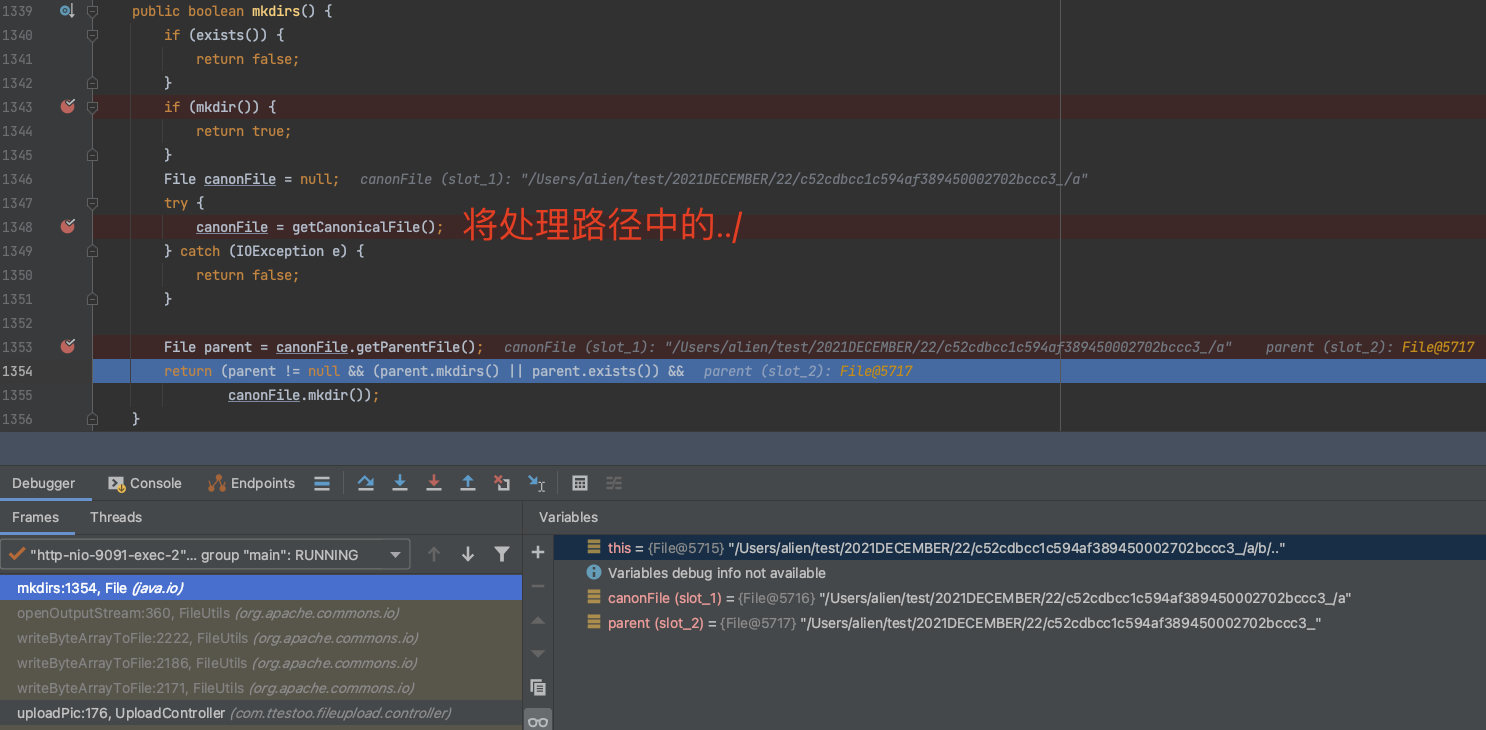 1339 public boolean mkdirs() {
1340 if (exists()) {
1341 return false;
1342 }
1343 if (mkdir()) {
1344 return true;
1345 }
1346 File canonFile = null; canonFile (slot_1): "/Users/alien/test/2021DECEMBER/22/c52cdbcc1c594af389450002702bccc3_/a"
1347 try {
1348 canonFile = getCanonicalFile(); 将处理路径中的../
1349 } catch (IOException e) {
1350 return false;
1351 }
1352
1353 File parent = canonFile.getParentFile(); canonFile (slot_1): "/Users/alien/test/2021DECEMBER/22/c52cdbcc1c594af389450002702bccc3_/a" parent (slot_2): File@5717
1354 return (parent != null && (parent.mkdirs() || parent.exists()) && parent (slot_2): File@5717
1355 canonFile.mkdir());
1356 }
Debugger Console Endpoints
Frames Threads
Variables
"http-nio-9091-exec-2"... group "main": RUNNING
mkdirs:1354, File (java.io)
openOutputStream:360, FileUtils (org.apache.commons.io)
writeByteArrayToFile:2222, FileUtils (org.apache.commons.io)
writeByteArrayToFile:2186, FileUtils (org.apache.commons.io)
writeByteArrayToFile:2171, FileUtils (org.apache.commons.io)
uploadPic:176, UploadController (com.ttestoo.fileupload.controller)
this = {File@5715} "/Users/alien/test/2021DECEMBER/22/c52cdbcc1c594af389450002702bccc3_/a/b/.."
Variables debug info not available
canonFile (slot_1) = {File@5716} "/Users/alien/test/2021DECEMBER/22/c52cdbcc1c594af389450002702bccc3_/a"
parent (slot_2) = {File@5717} "/Users/alien/test/2021DECEMBER/22/c52cdbcc1c594af389450002702bccc3_"